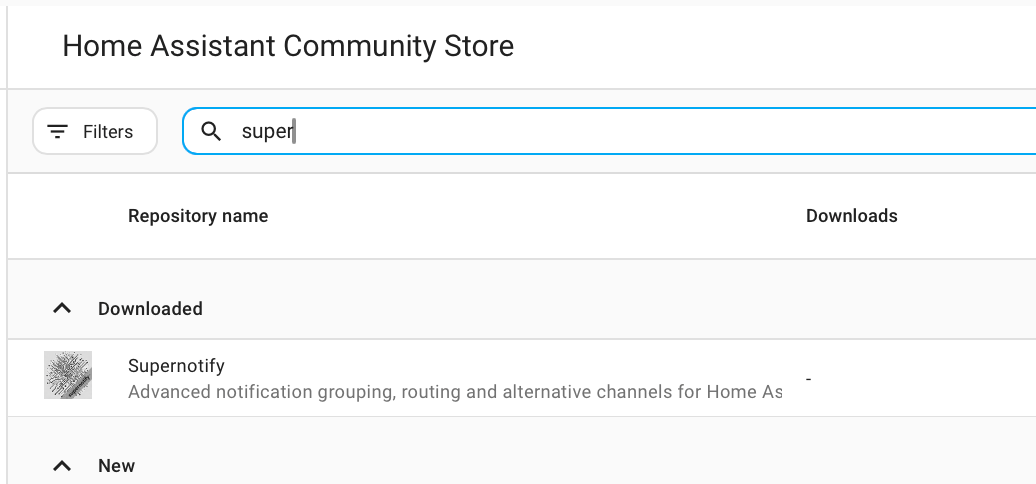 Home Assistant Community Store
Filters
super
Repository name
Downloads
Downloaded
Supernotify
Advanced notification grouping, routing and alternative channels for Home As
-
New